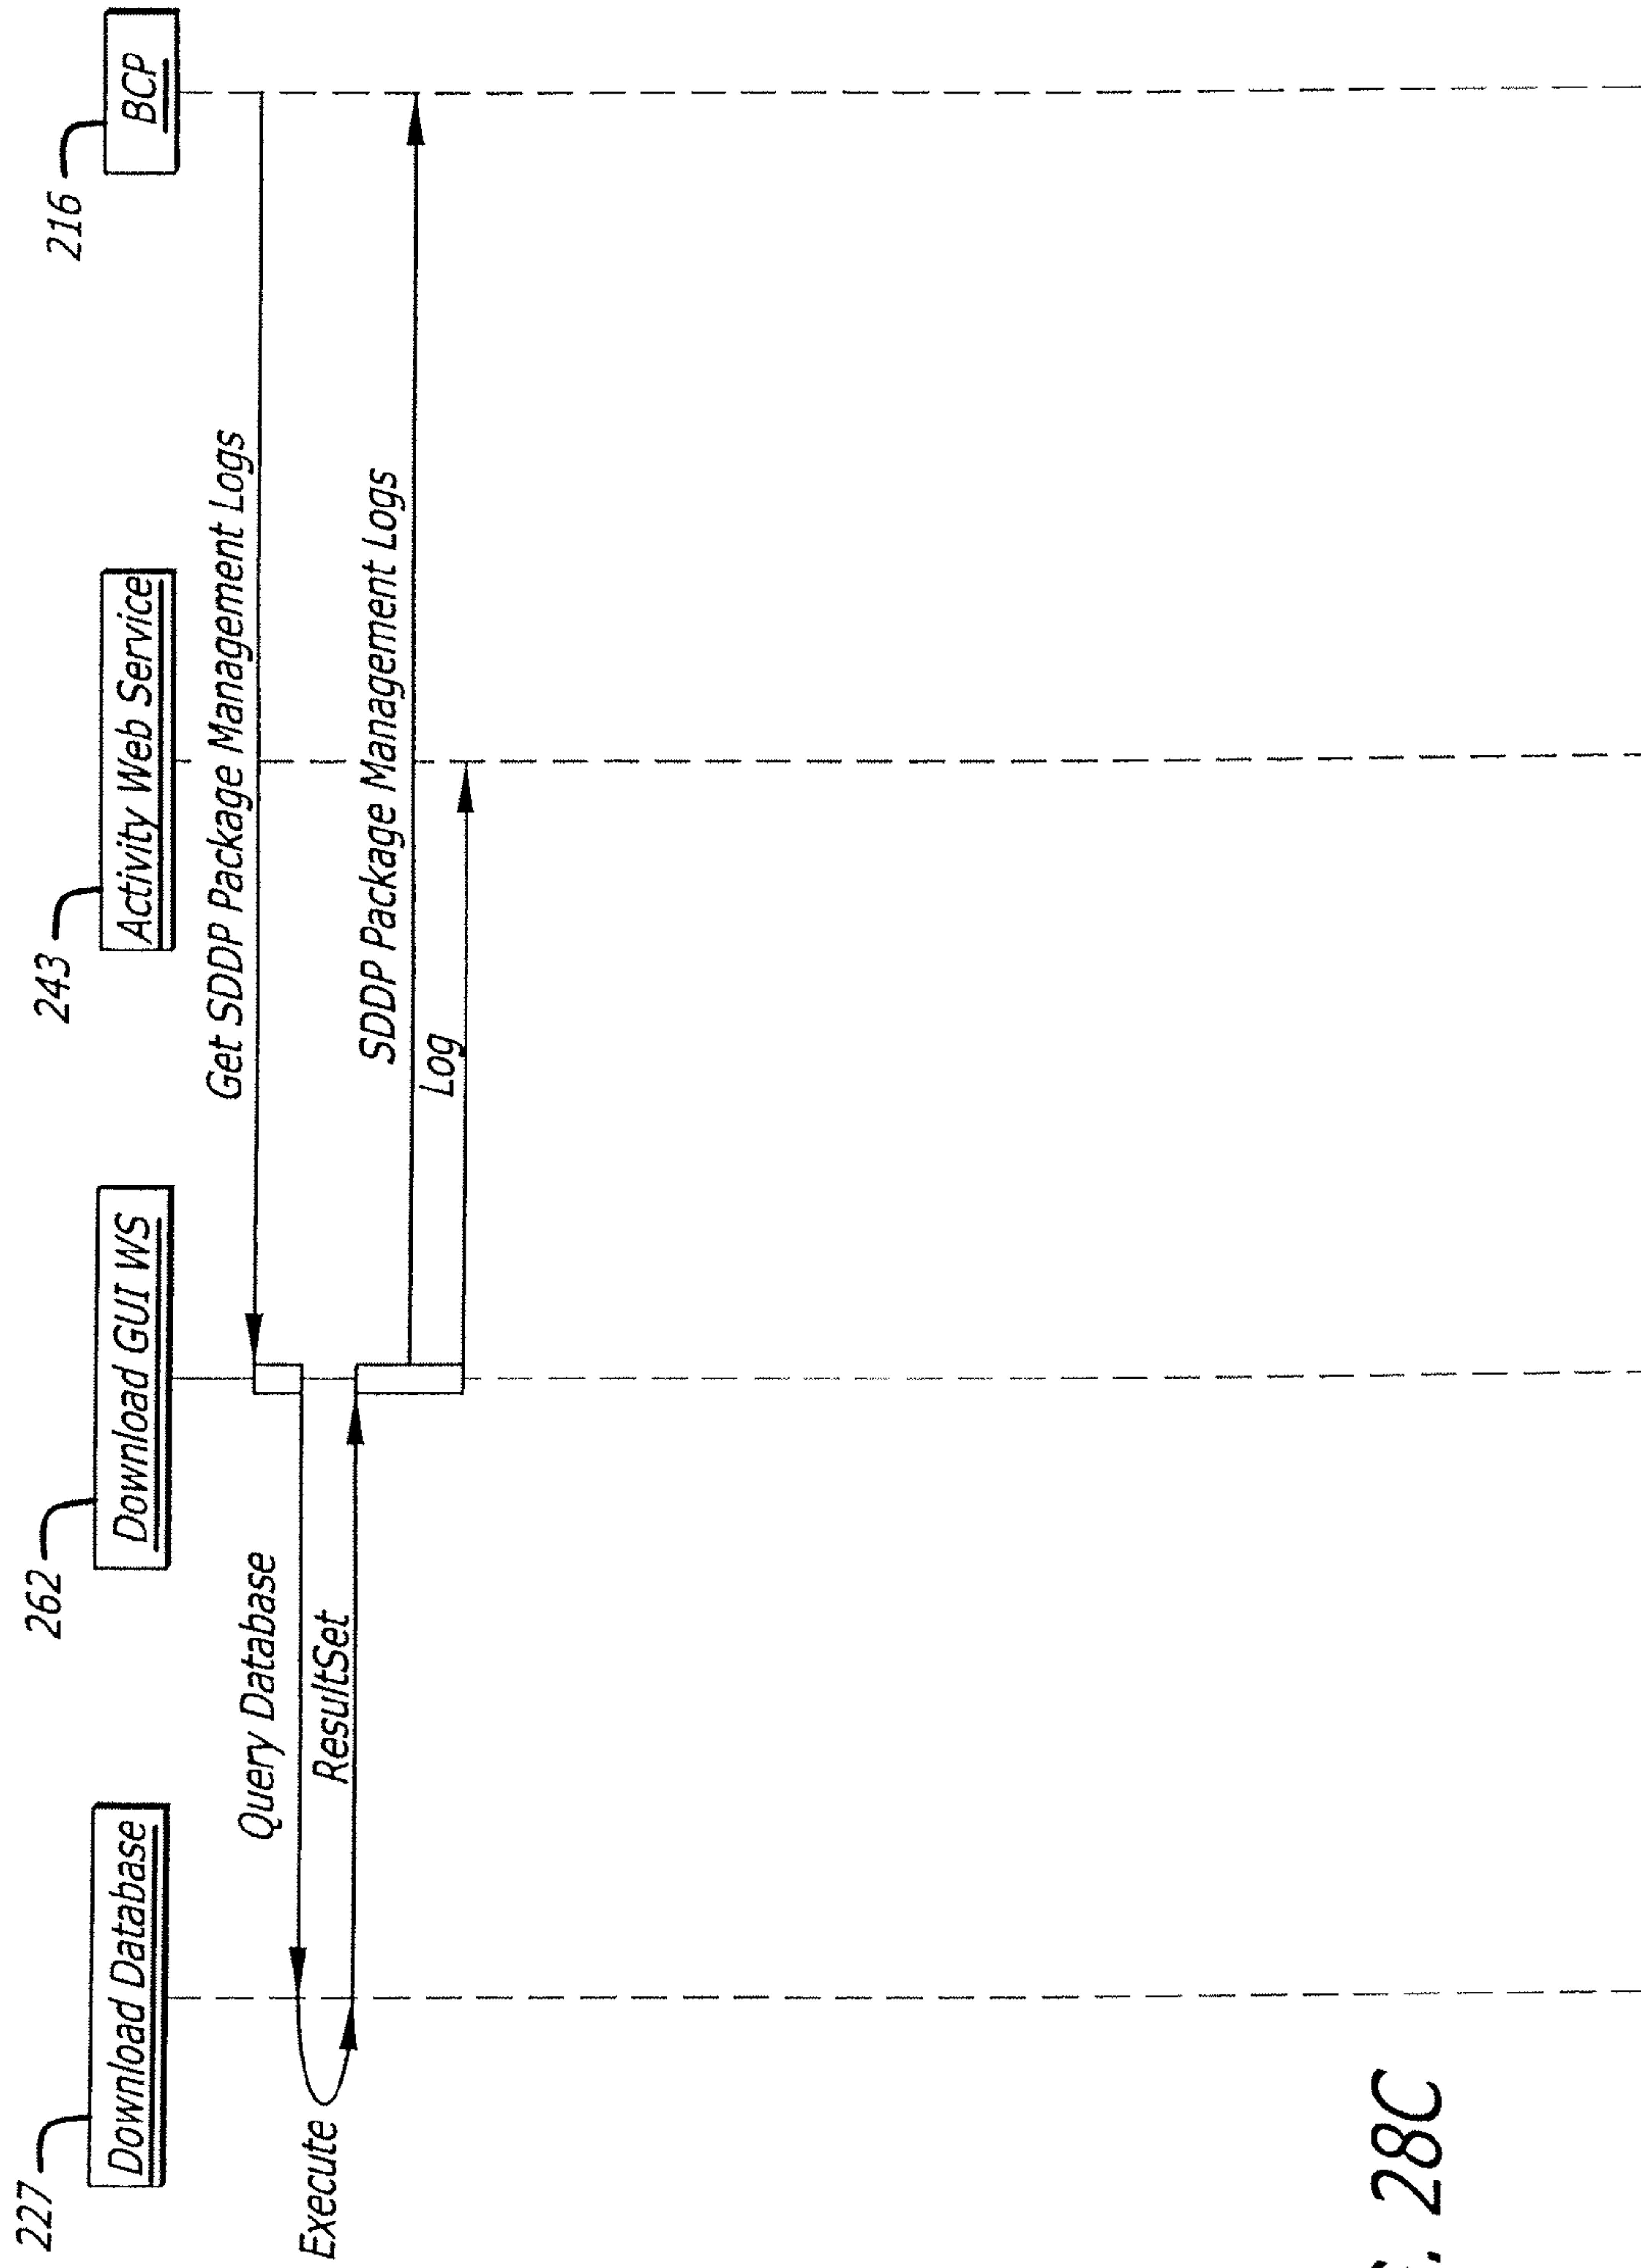 227
262
243
216
Download Database
Download GUI WS
Activity Web Service
BCP
Get SDDP Package Management Logs
Query Database
Execute
ResultSet
SDDP Package Management Logs
Log
. 28C